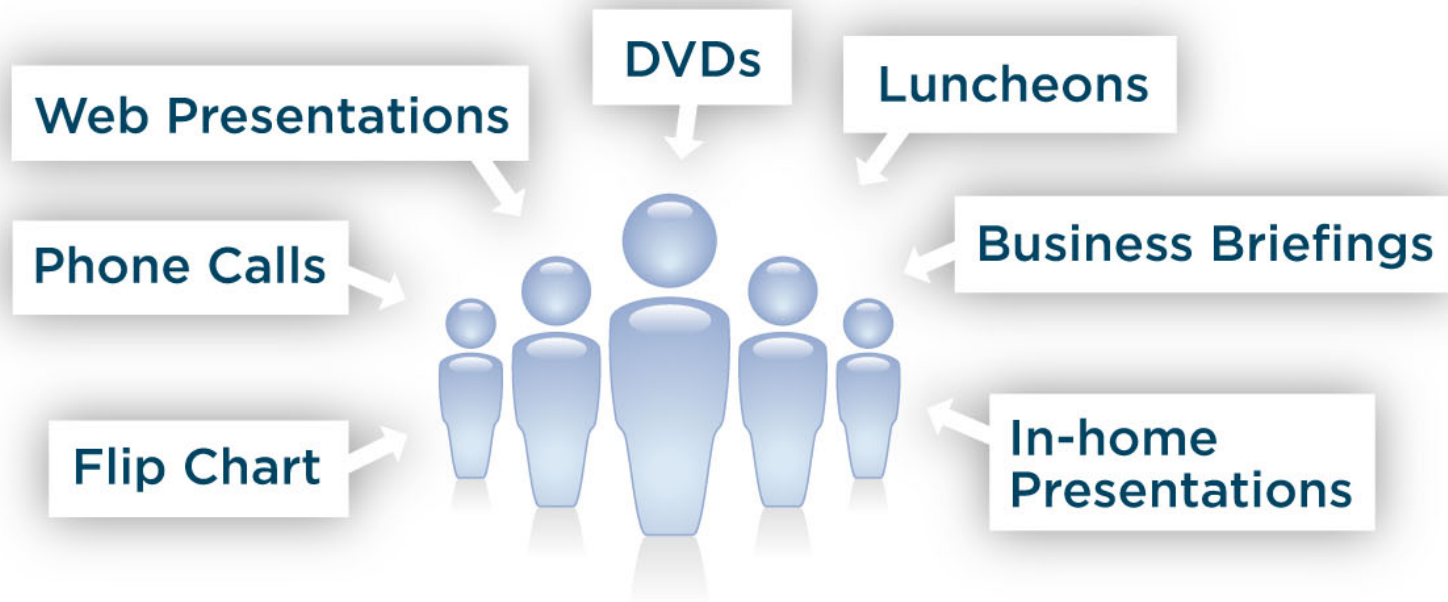 DVDs
Luncheons
Web Presentations
Business Briefings
Phone Calls
In-home
Presentations
Flip Chart